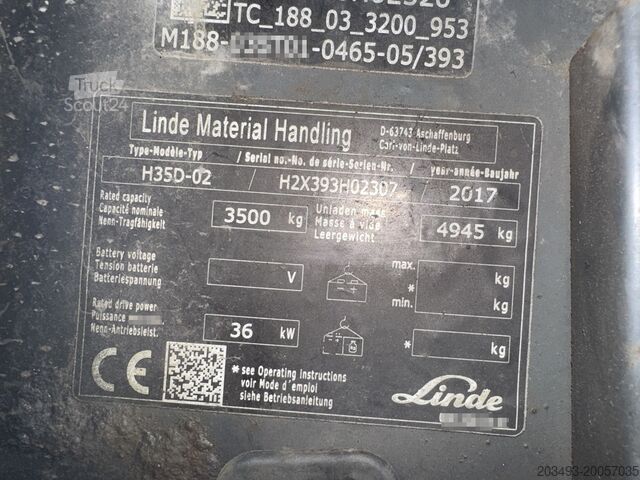 TC_188_03_3200_953
M188- -0465-05/393
Truck
Scout24
Linde Material Handling
D-63743 Aschaffenburg
Carl-von-Linde-Platz
Type-Modèle-Typ / Serial no.-No. de série-Serien-Nr. / year-année-Baujahr
H35D-02 / H2X393H02307 / 2017
Rated capacity
Capacité nominale
Nenn-Tragfähigkeit
3500 kg
Unladen mass
Masse à vide
Leergewicht
4945 kg
Battery voltage
Tension batterie
Batteriespannung
V
max.
*
min.
kg
kg
Rated drive power
Puissance
Nenn-Antriebsleist.
36 kW
* kg
CE
* see Operating instructions
voir Mode d'emploi
siehe Betriebsanleitung
Linde
203493-20057035